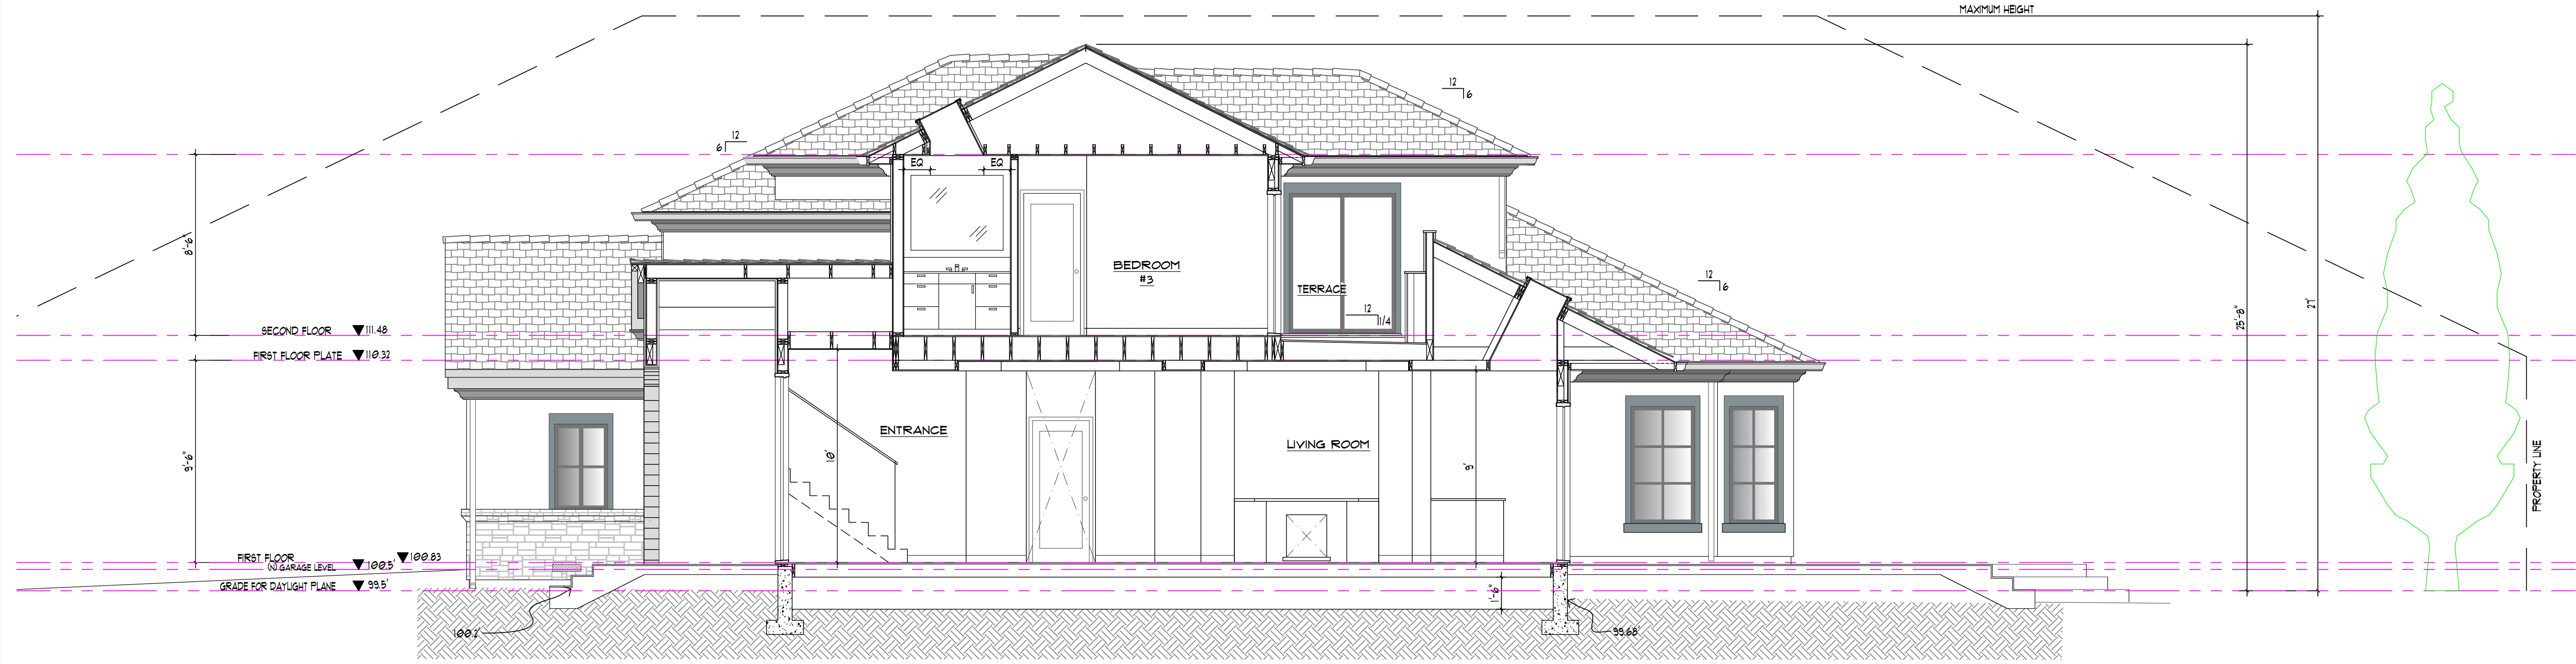 MAXIMUM HEIGHT
12
6
12
6
EQ
EQ
BEDROOM
#3
TERRACE
12
1/4
12
6
8'-6"
25'-8"
27'
SECOND FLOOR 111.48
FIRST FLOOR PLATE 110.32
ENTRANCE
LIVING ROOM
9'-6"
10'
9'
PROPERTY LINE
FIRST FLOOR 100.83
(N) GARAGE LEVEL 100.5'
GRADE FOR DAYLIGHT PLANE 99.5'
1'-6"
100.2'
99.68'